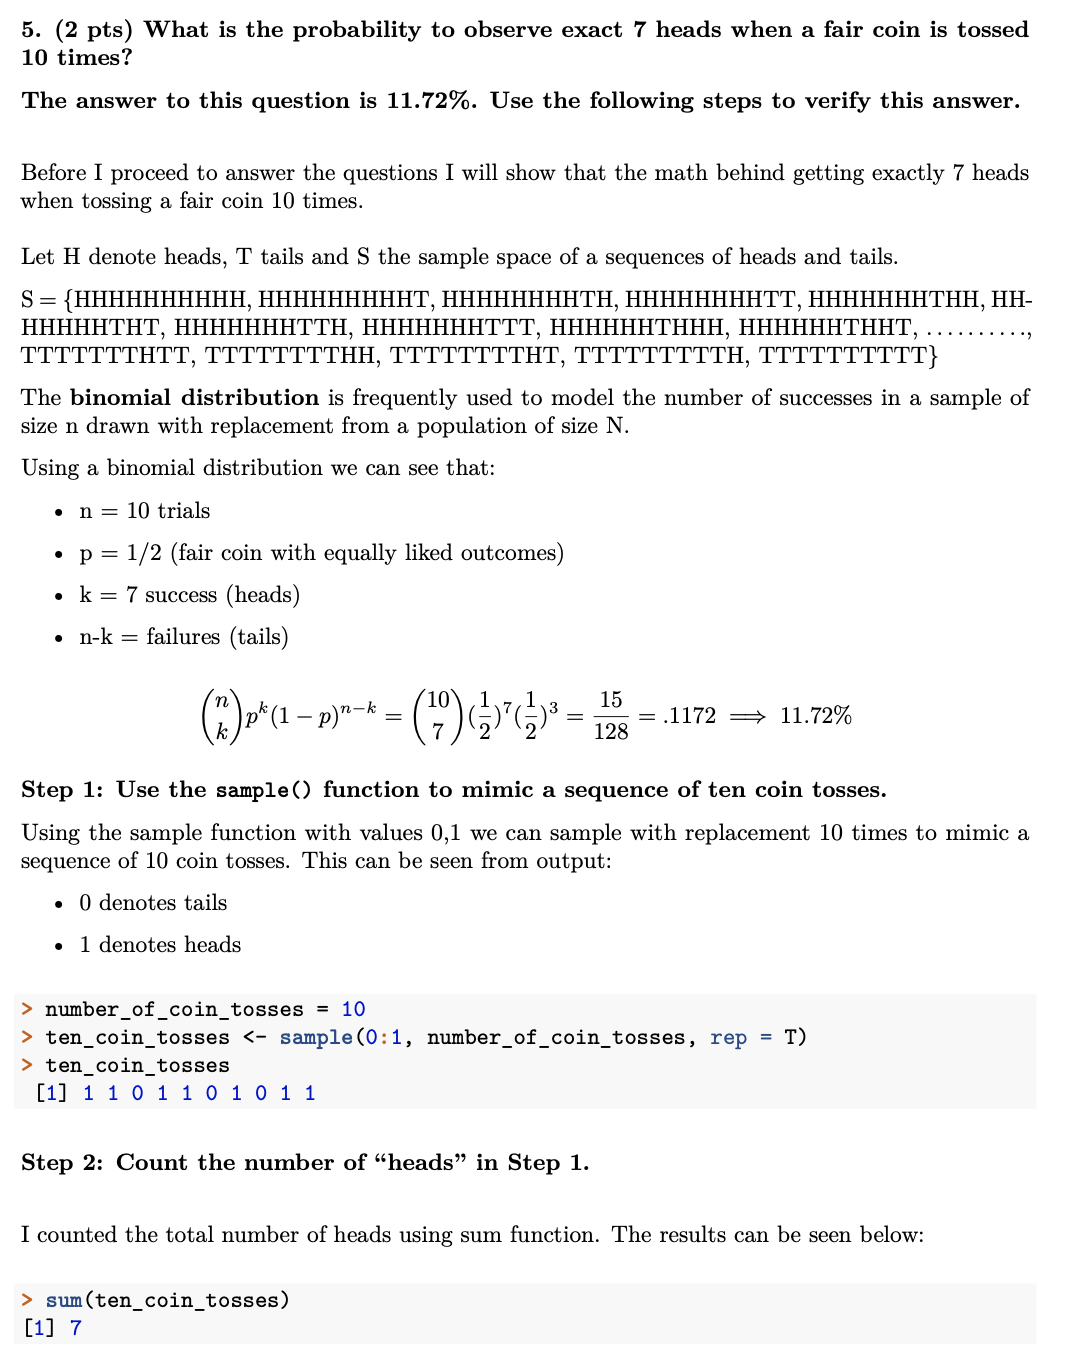 5. (2 pts) What is the probability to observe exact 7 heads when a fair coin is tossed
10 times?
The answer to this question is 11.72%. Use the following steps to verify this answer.
Before I proceed to answer the questions I will show that the math behind getting exactly 7 heads
when tossing a fair coin 10 times.
Let H denote heads, T tails and S the sample space of a sequences of heads and tails.
S = {HHHHHHHHHH, HHHHHHHHHT, HHHHHHHHTH, HHHHHHHHTT, HHHHHHHTHH, HH-
HHHHHTHT, HHHHHHHTTH, HHHHHHHTTT, HHHHHHTHHH, HHHHHHTHHT, ..........,
TTTTTTTHTT, TTTTTTTTHH, TTTTTTTTHT, TTTTTTTTTH, TTTTTTTTTT}
The binomial distribution is frequently used to model the number of successes in a sample of
size n drawn with replacement from a population of size N.
Using a binomial distribution we can see that:
• n = 10 trials
• p = 1/2 (fair coin with equally liked outcomes)
• k = 7 success (heads)
• n-k = failures (tails)
(n k) p^k (1 − p)^{n−k} = (10 7) (1/2)^7 (1/2)^3 = 15/128 = .1172 ⟹ 11.72%
Step 1: Use the sample() function to mimic a sequence of ten coin tosses.
Using the sample function with values 0,1 we can sample with replacement 10 times to mimic a
sequence of 10 coin tosses. This can be seen from output:
• 0 denotes tails
• 1 denotes heads
> number_of_coin_tosses = 10
> ten_coin_tosses <- sample(0:1, number_of_coin_tosses, rep = T)
> ten_coin_tosses
[1] 1 1 0 1 1 0 1 0 1 1
Step 2: Count the number of “heads” in Step 1.
I counted the total number of heads using sum function. The results can be seen below:
> sum(ten_coin_tosses)
[1] 7